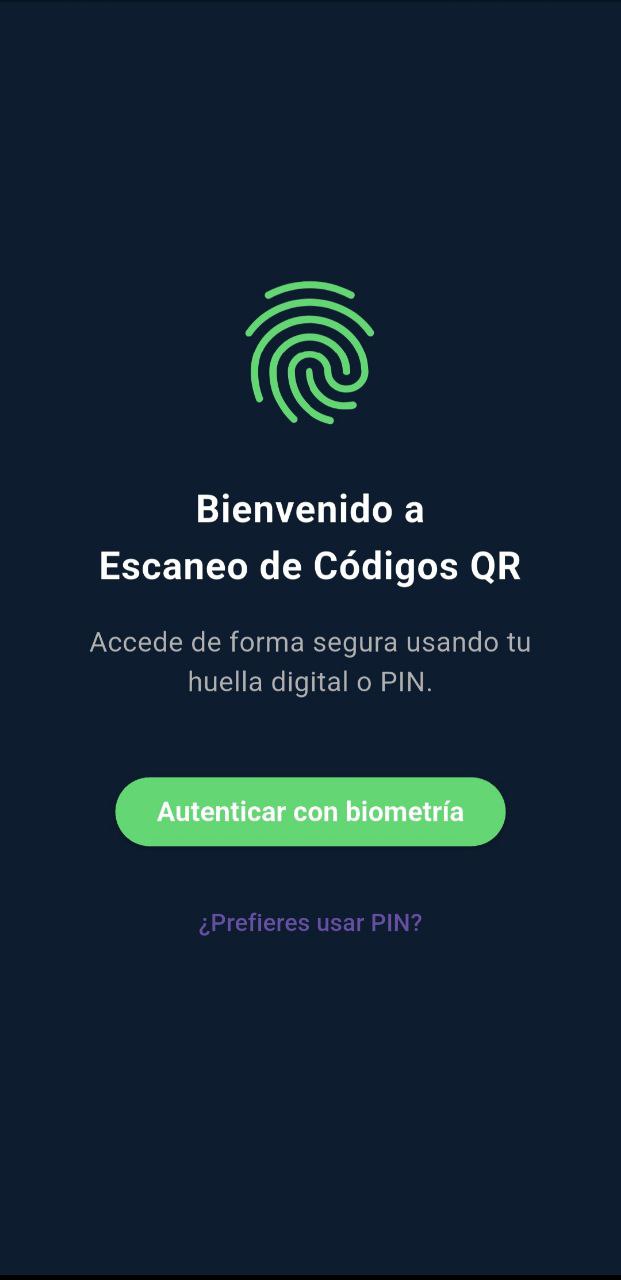 Bienvenido a
Escaneo de Códigos QR
Accede de forma segura usando tu
huella digital o PIN.
Autenticar con biometría
¿Prefieres usar PIN?